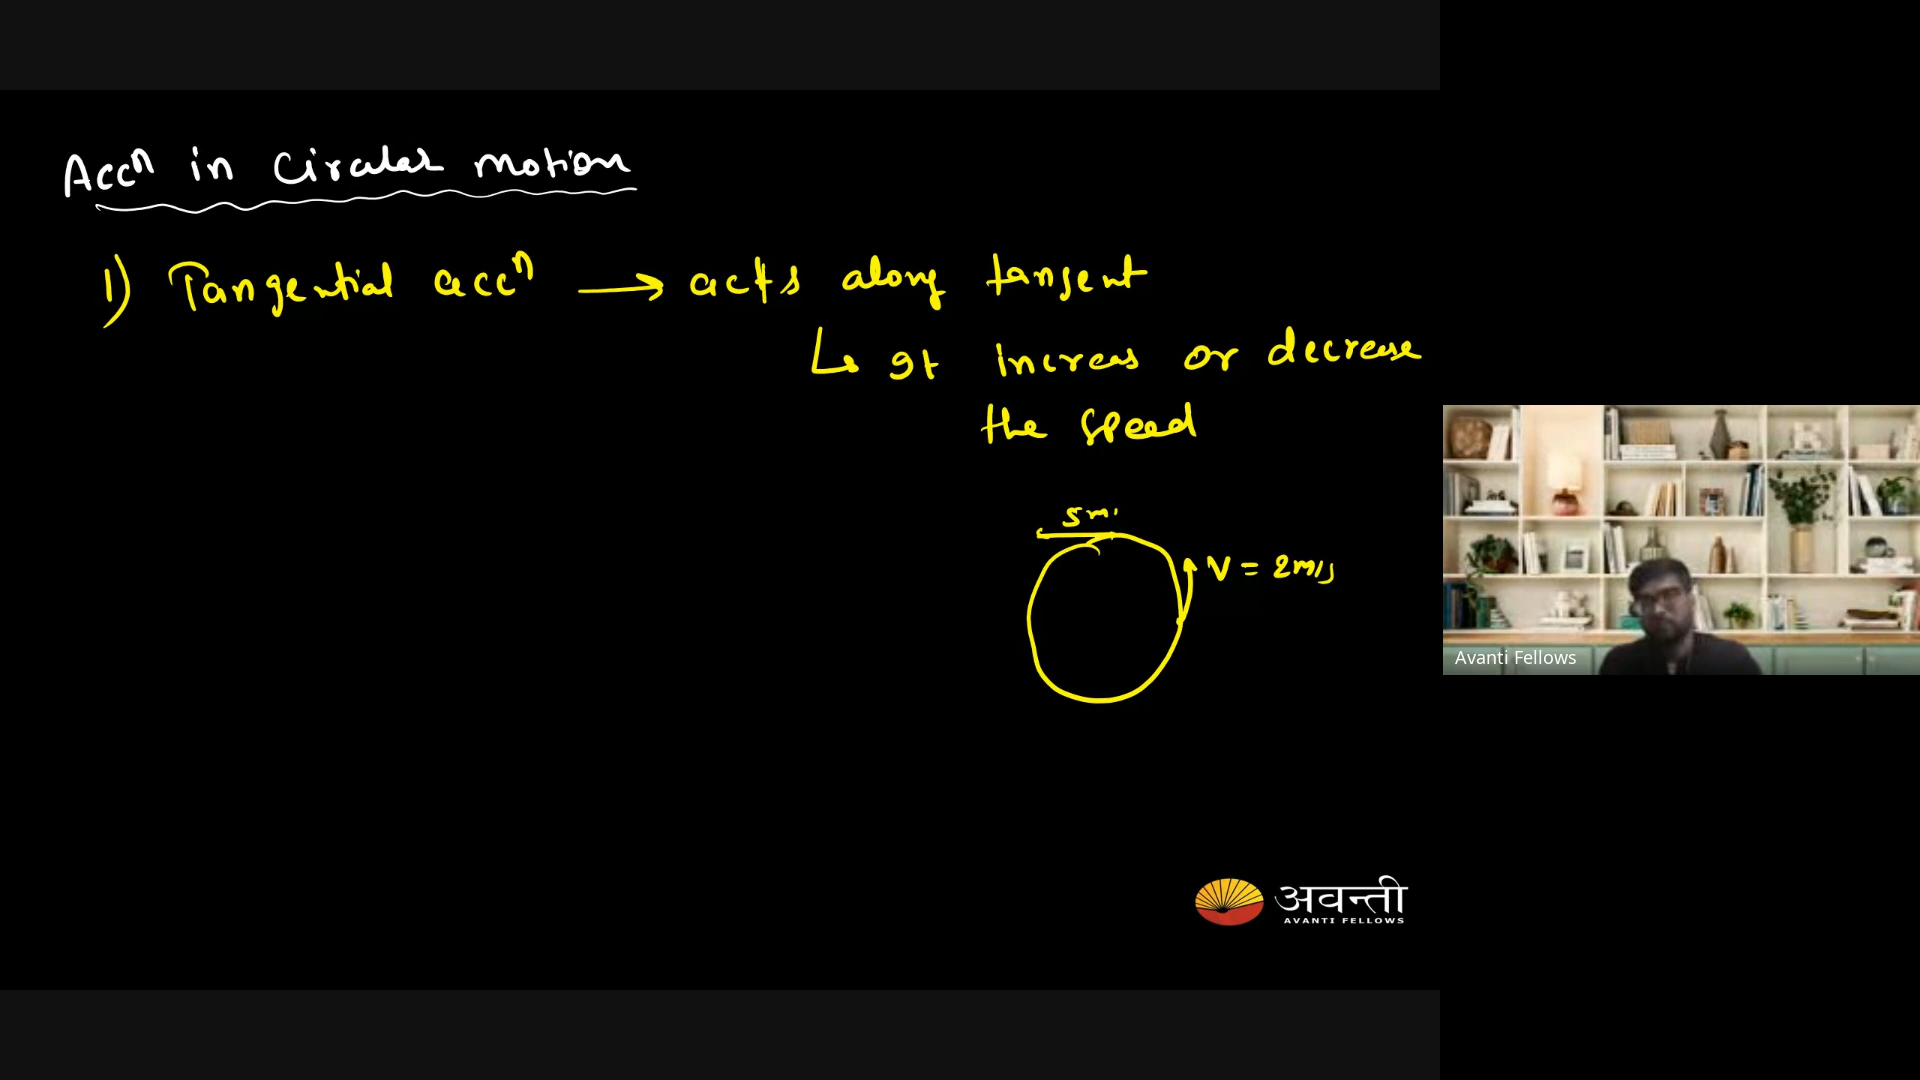 Accⁿ in Circular motion
1) Tangential accⁿ → acts along tangent
↳ It increas or decrease
the speed
5m
V = 2m/s
Avanti Fellows
अवन्ती
AVANTI FELLOWS